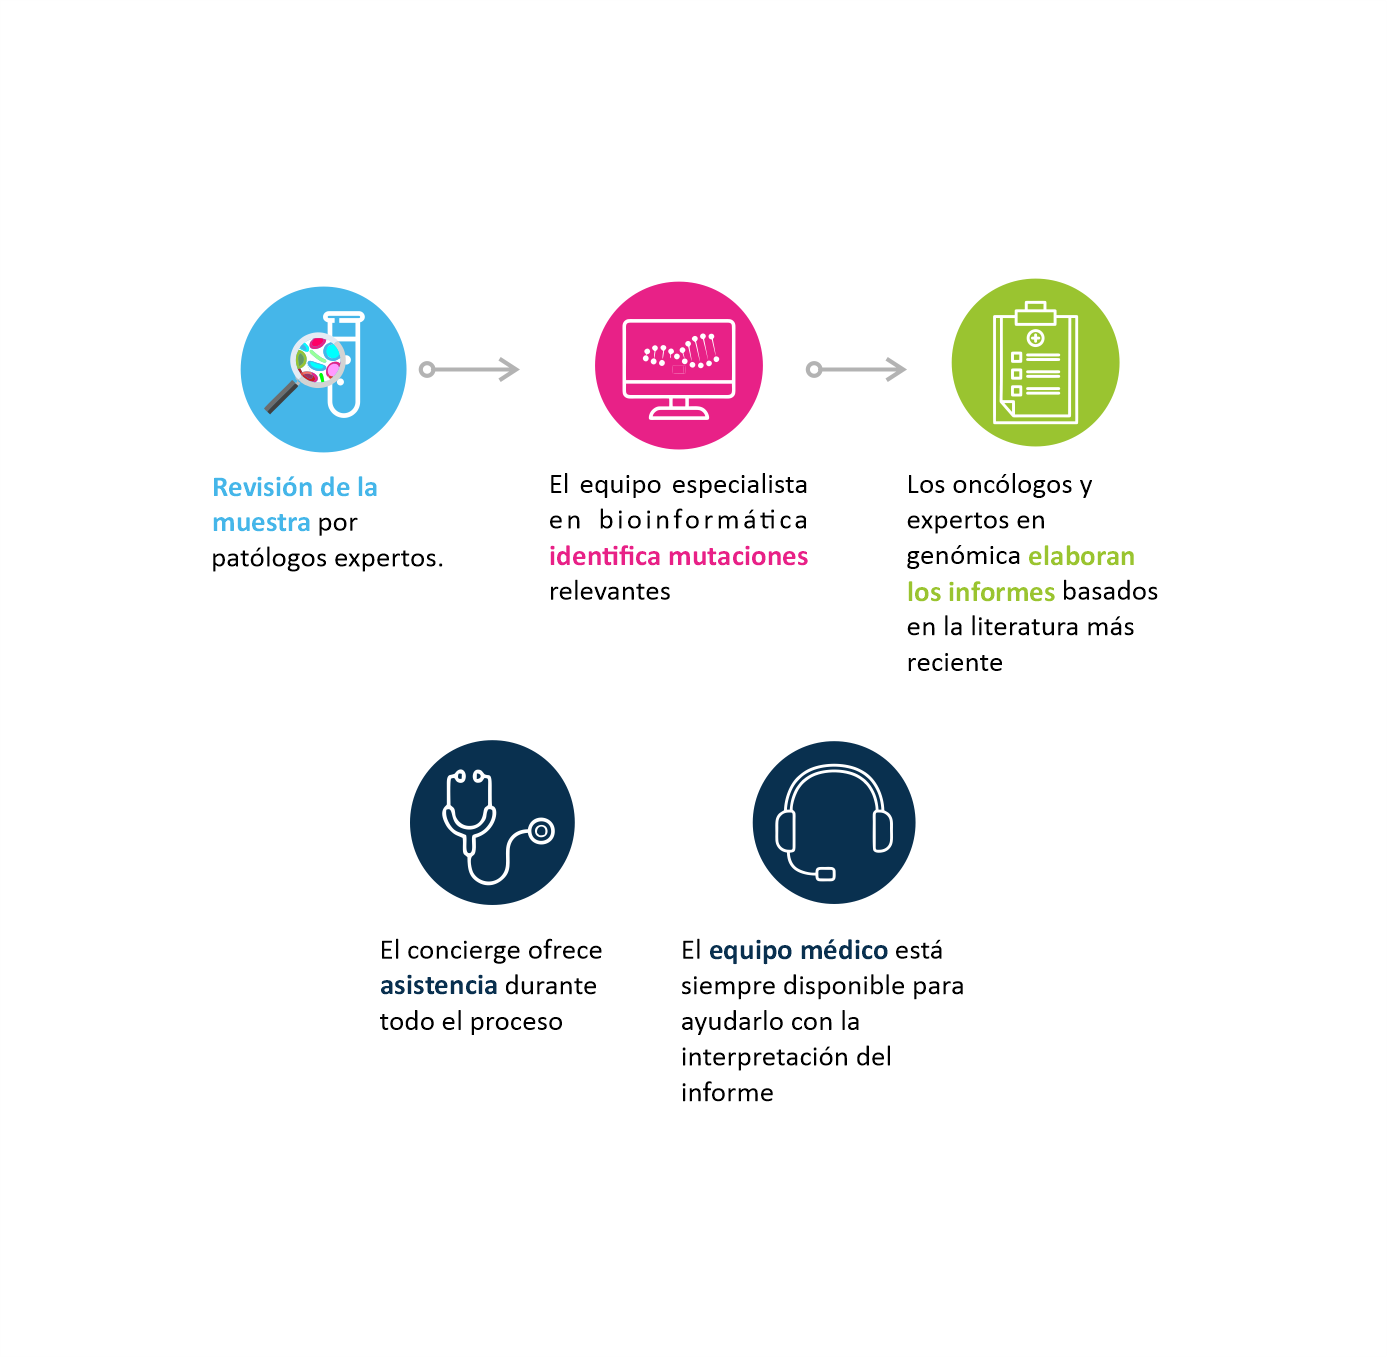 Revisión de la
muestra por
patólogos expertos.
El equipo especialista
en bioinformática
identifica mutaciones
relevantes
Los oncólogos y
expertos en
genómica elaboran
los informes basados
en la literatura más
reciente
El concierge ofrece
asistencia durante
todo el proceso
El equipo médico está
siempre disponible para
ayudarlo con la
interpretación del
informe